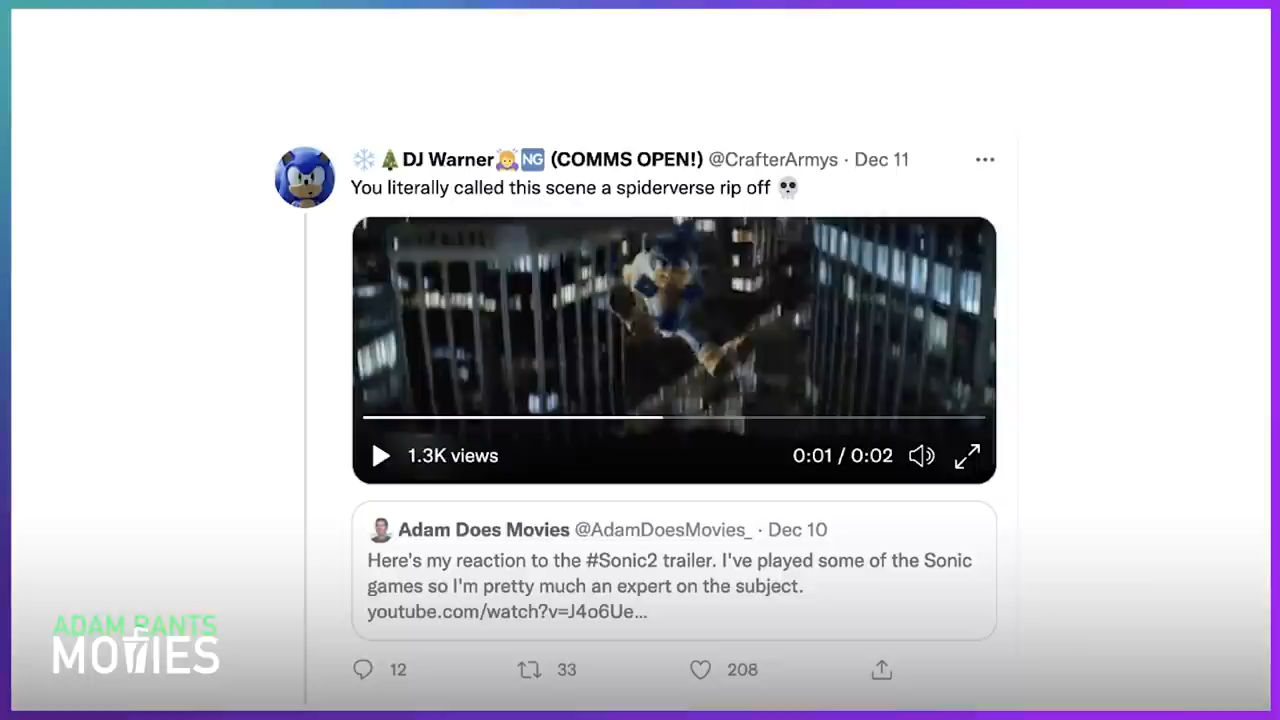 DJ Warner NG (COMMS OPEN!) @CrafterArmys · Dec 11
You literally called this scene a spiderverse rip off
1.3K views
0:01 / 0:02
Adam Does Movies @AdamDoesMovies_ · Dec 10
Here's my reaction to the #Sonic2 trailer. I've played some of the Sonic
games so I'm pretty much an expert on the subject.
youtube.com/watch?v=J4o6Ue...
12
33
208
ADAM RANTS
MOVIES